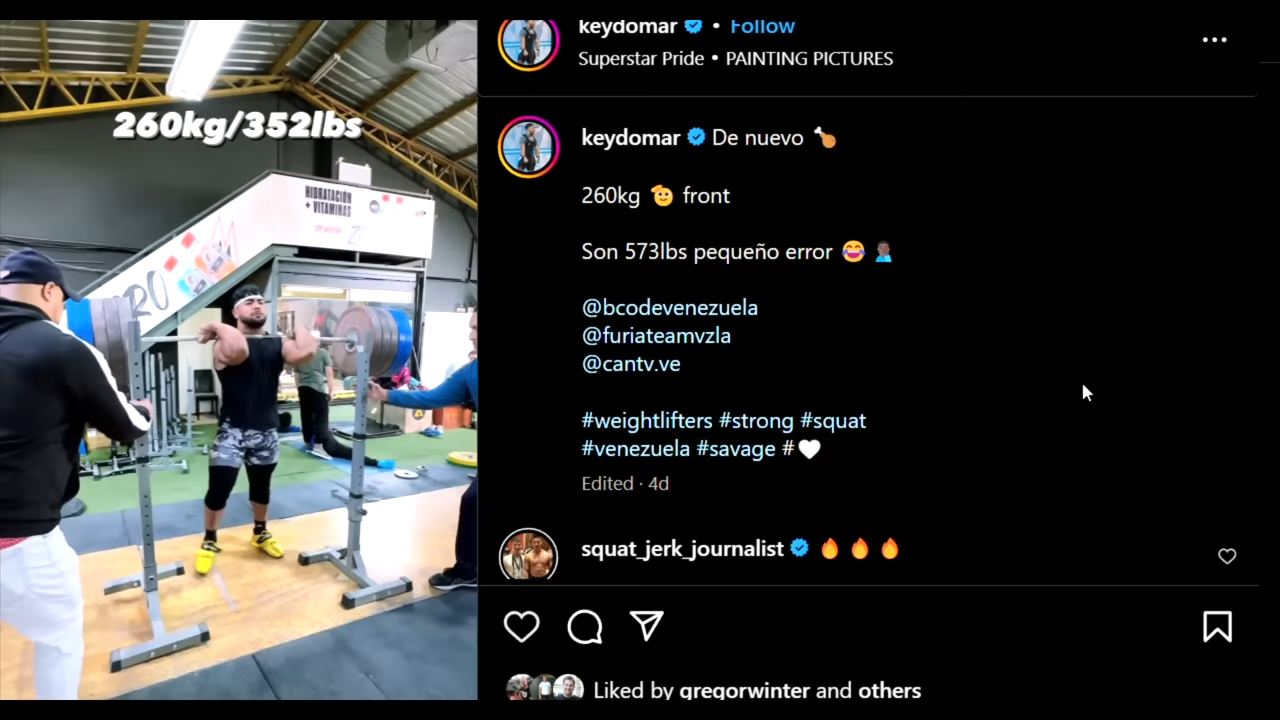 260kg/352lbs
HIDRATACIÓN
+ VITAMINAS
keydomar • Follow
Superstar Pride • PAINTING PICTURES
keydomar De nuevo 🍗
260kg 🫡 front
Son 573lbs pequeño error 😂 🤦🏿‍♂️
@bcodevenezuela
@furiateamvzla
@cantv.ve
#weightlifters #strong #squat
#venezuela #savage #🤍
Edited · 4d
squat_jerk_journalist 🔥 🔥 🔥
Liked by gregorwinter and others